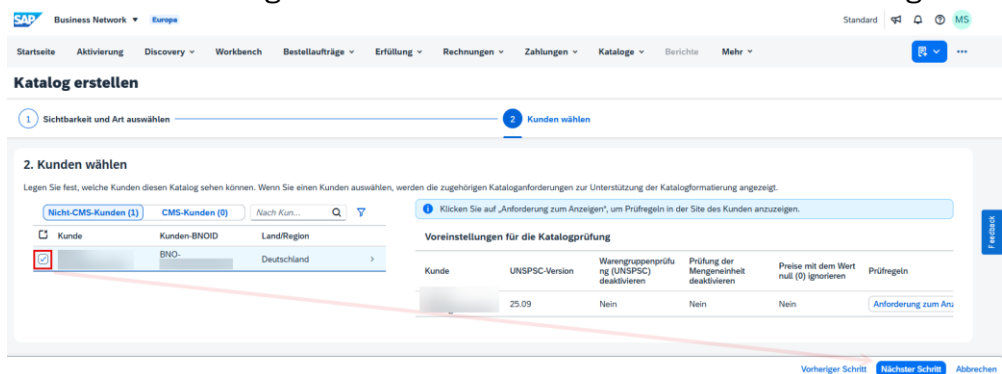 SAP Business Network Europa Standard MS
Startseite Aktivierung Discovery Workbench Bestellaufträge Erfüllung Rechnungen Zahlungen Kataloge Berichte Mehr
Katalog erstellen
1 Sichtbarkeit und Art auswählen 2 Kunden wählen
2. Kunden wählen
Legen Sie fest, welche Kunden diesen Katalog sehen können. Wenn Sie einen Kunden auswählen, werden die zugehörigen Kataloganforderungen zur Unterstützung der Katalogformatierung angezeigt.
Nicht-CMS-Kunden (1) CMS-Kunden (0) Nach Kun...
Kunde Kunden-BNOID Land/Region
BNO-
Deutschland
Klicken Sie auf „Anforderung zum Anzeigen", um Prüfregeln in der Site des Kunden anzuzeigen.
Voreinstellungen für die Katalogprüfung
Kunde UNSPSC-Version Warengruppenprüfu
ng (UNSPSC)
deaktivieren
Prüfung der
Mengeneinheit
deaktivieren
Preise mit dem Wert
null (0) ignorieren
Prüfregeln
25.09 Nein Nein Nein Anforderung zum Anz
Feedback
Vorheriger Schritt Nächster Schritt Abbrechen